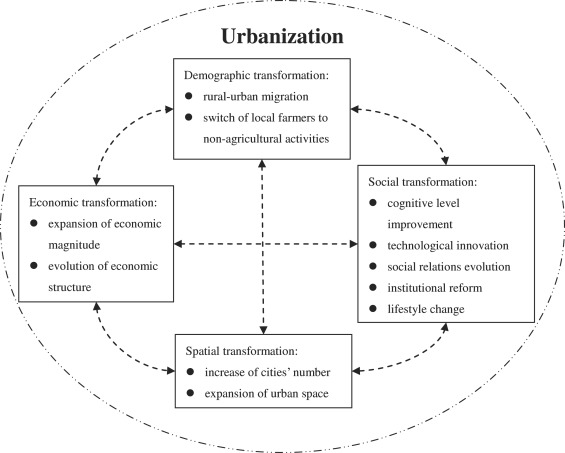 Urbanization
Demographic transformation:
● rural-urban migration
● switch of local farmers to
non-agricultural activities
Economic transformation:
● expansion of economic
magnitude
● evolution of economic
structure
Social transformation:
● cognitive level
improvement
● technological innovation
● social relations evolution
● institutional reform
● lifestyle change
Spatial transformation:
● increase of cities’ number
● expansion of urban space